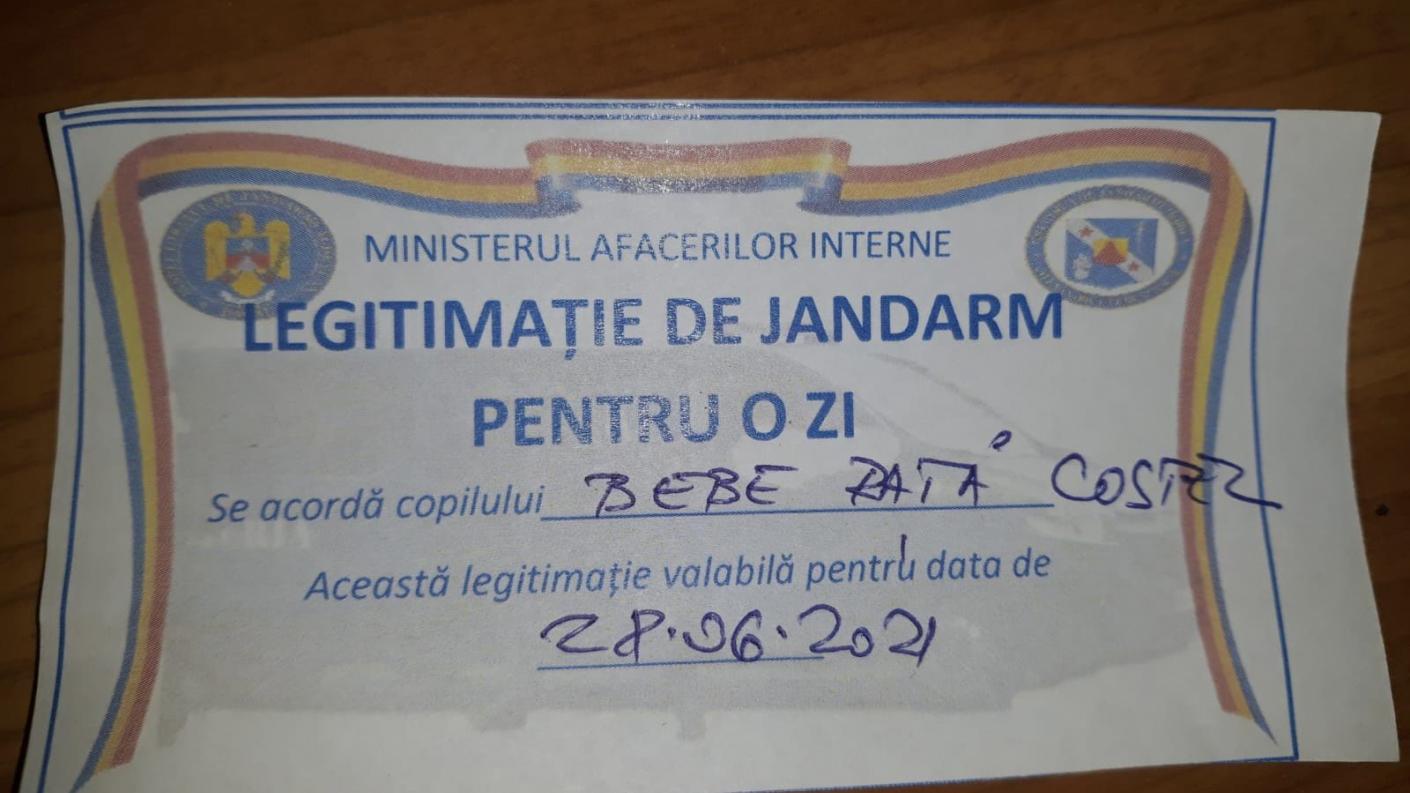 MINISTERUL AFACERILOR INTERNE
LEGITIMAȚIE DE JANDARM
PENTRU O ZI
Se acordă copilului BEBE RATĂ COSTEL
Această legitimație valabilă pentru data de
28.06.2021